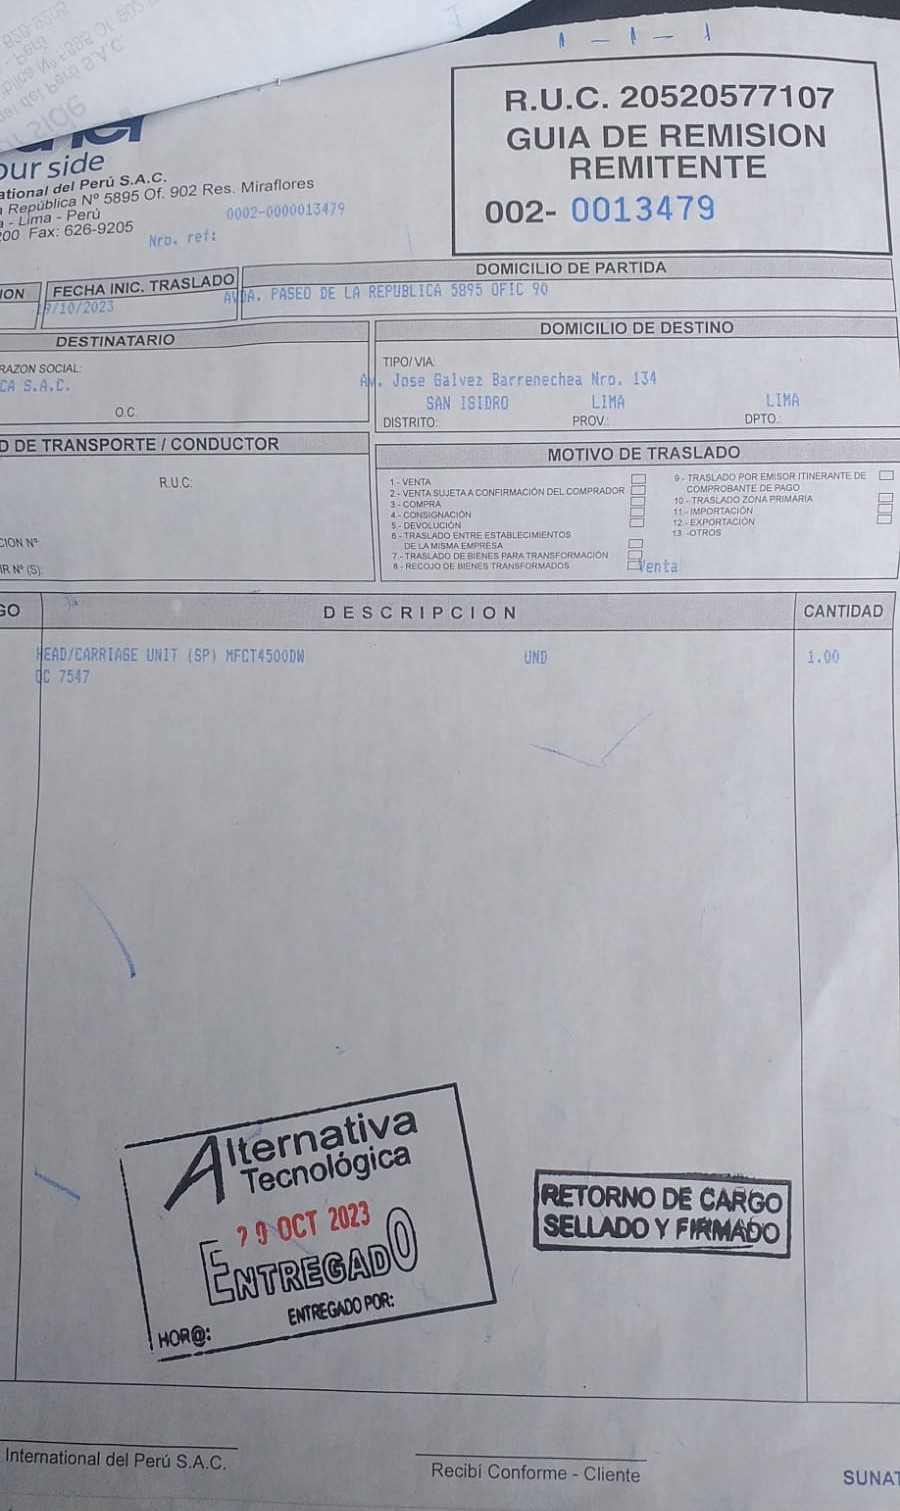 R.U.C. 20520577107
GUIA DE REMISION
REMITENTE
002- 0013479
our side
ational del Perú S.A.C.
República Nº 5895 Of. 902 Res. Miraflores
- Lima - Perú
Fax: 626-9205
0002-0000013479
Nro. ref:
ION
FECHA INIC. TRASLADO
DOMICILIO DE PARTIDA
9/10/2023
AVDA. PASEO DE LA REPUBLICA 5895 OFIC 90
DESTINATARIO
DOMICILIO DE DESTINO
RAZON SOCIAL:
CA S.A.C.
O.C.
TIPO/ VIA:
Av. Jose Galvez Barrenechea Nro. 134
SAN ISIDRO LIMA LIMA
DISTRITO: PROV.: DPTO.:
D DE TRANSPORTE / CONDUCTOR
MOTIVO DE TRASLADO
R.U.C:
CION Nº:
IR Nº (S):
1.- VENTA
2.- VENTA SUJETA A CONFIRMACIÓN DEL COMPRADOR
3.- COMPRA
4.- CONSIGNACIÓN
5.- DEVOLUCIÓN
6.- TRASLADO ENTRE ESTABLECIMIENTOS
DE LA MISMA EMPRESA
7.- TRASLADO DE BIENES PARA TRANSFORMACIÓN
8.- RECOJO DE BIENES TRANSFORMADOS
9.- TRASLADO POR EMISOR ITINERANTE DE
COMPROBANTE DE PAGO
10.- TRASLADO ZONA PRIMARIA
11.- IMPORTACIÓN
12.- EXPORTACIÓN
13.-OTROS
Venta
GO
DESCRIPCION
CANTIDAD
HEAD/CARRIAGE UNIT (SP) MFCT4500DW UND 1.00
OC 7547
Alternativa
Tecnológica
OCT 2023
ENTREGADO
ENTREGADO POR:
HOR@:
RETORNO DE CARGO
SELLADO Y FIRMADO
International del Perú S.A.C.
Recibí Conforme - Cliente
SUNAT